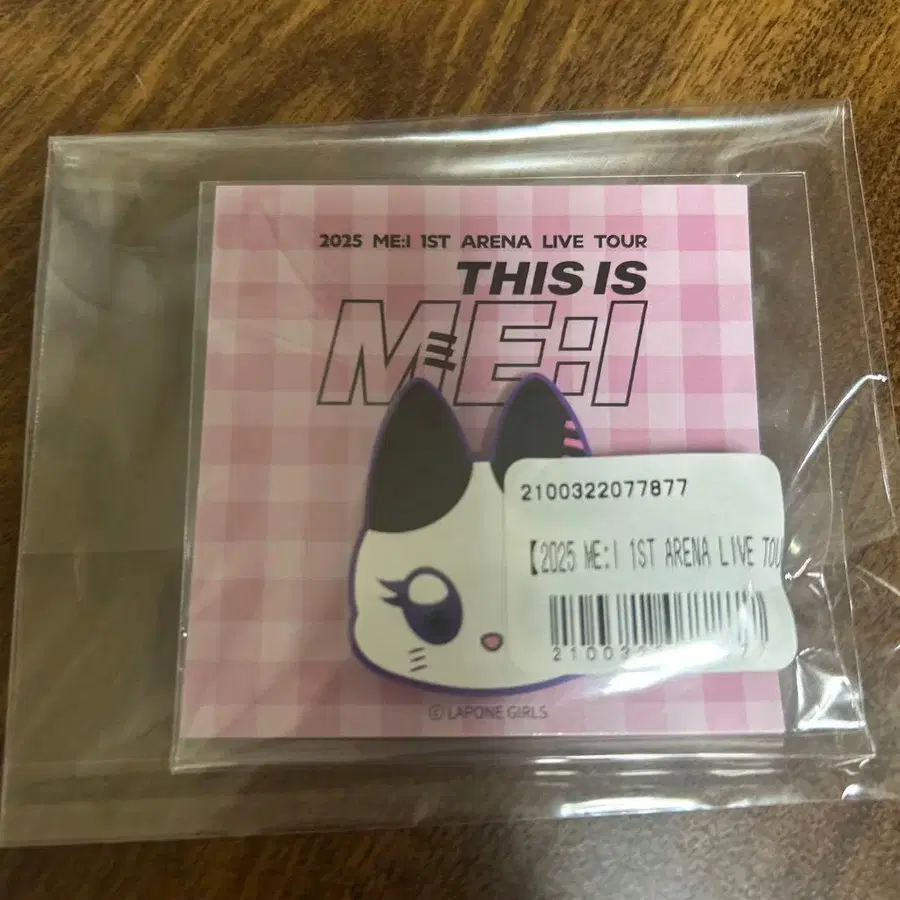 2025 ME:I 1ST ARENA LIVE TOUR
THIS IS
ME:I
2100322077877
【2025 ME:I 1ST ARENA LIVE TOU
ⓒ LAPONE GIRLS